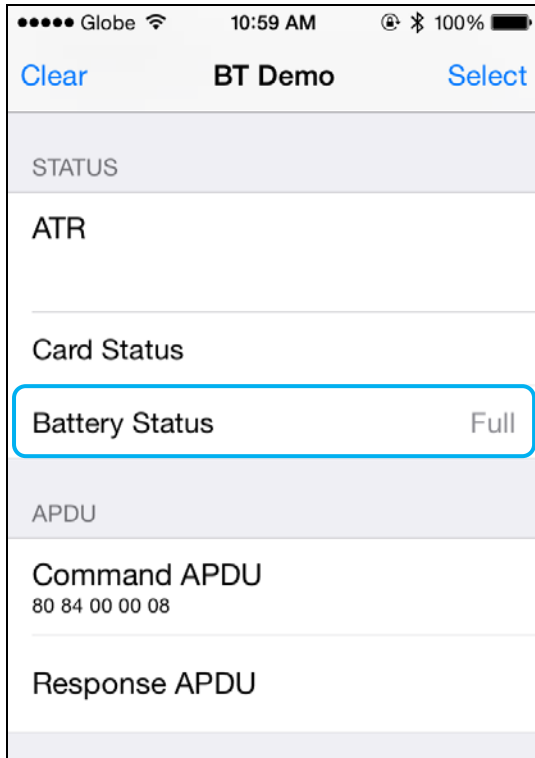 Globe 10:59 AM 100%
Clear BT Demo Select
STATUS
ATR
Card Status
Battery Status Full
APDU
Command APDU
80 84 00 00 08
Response APDU